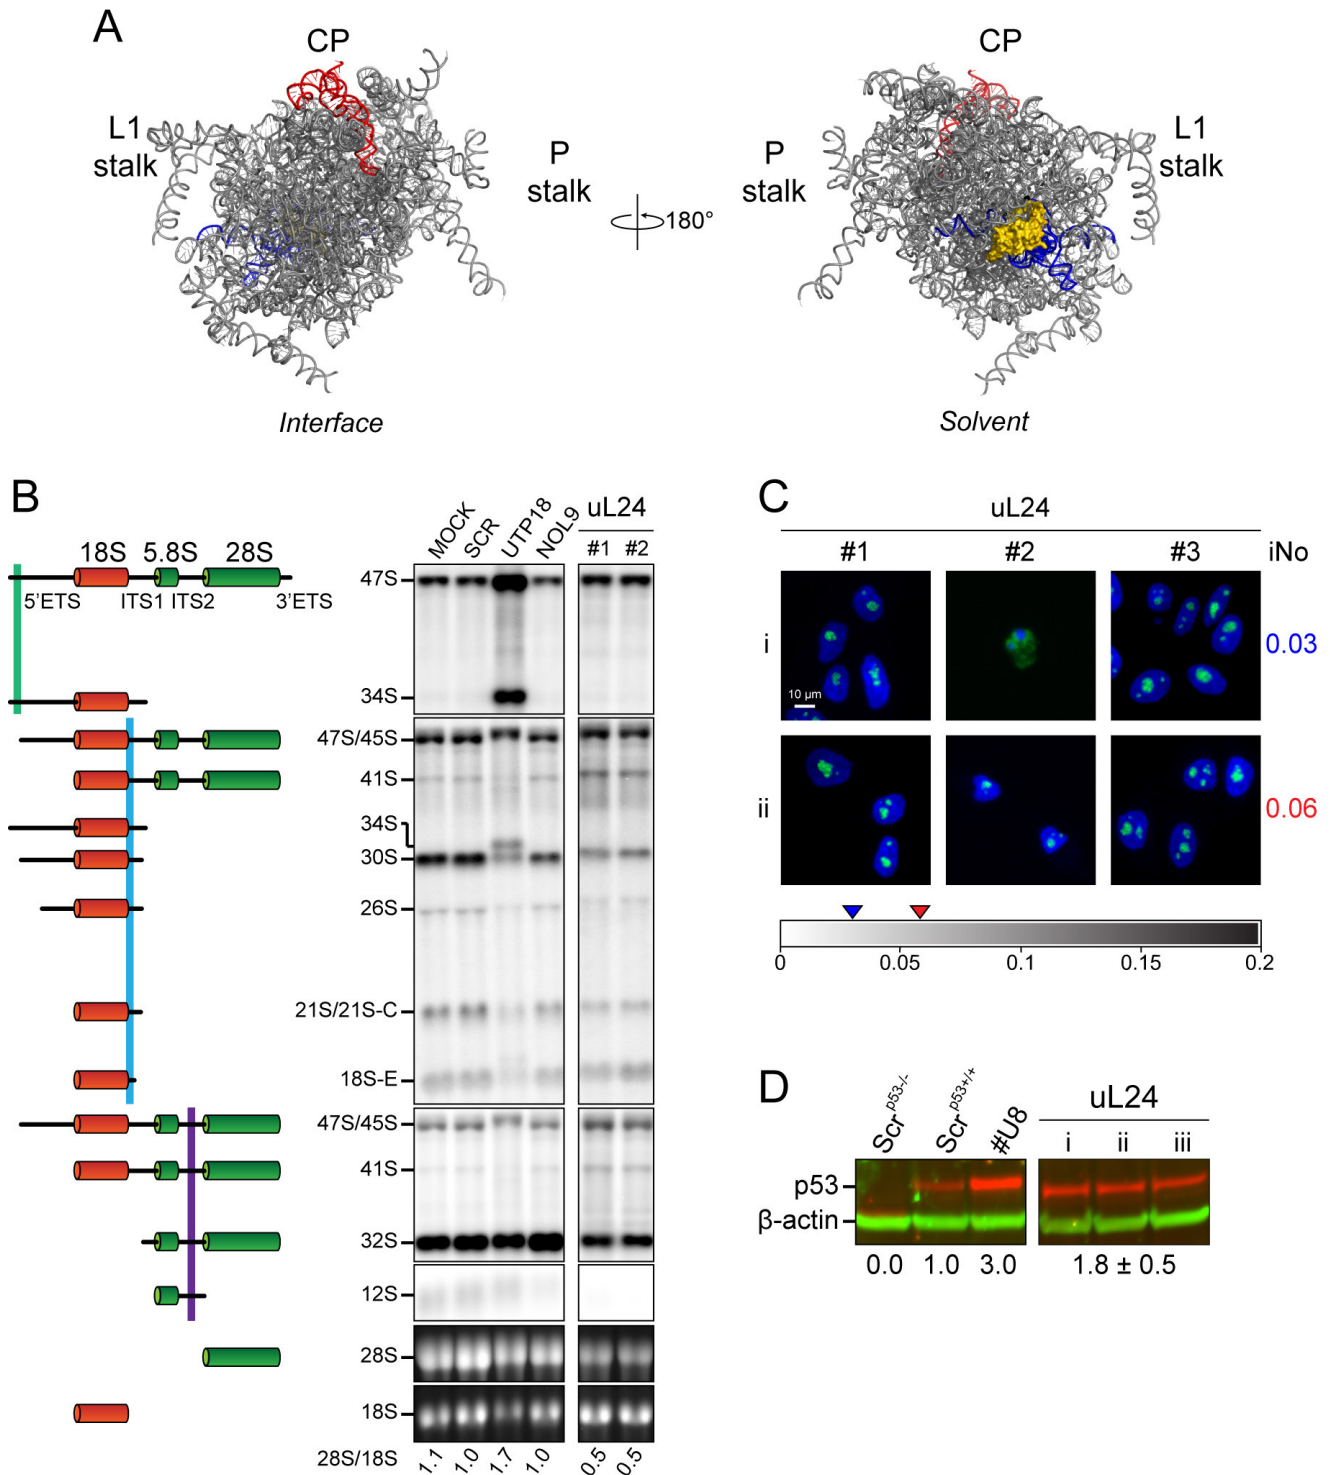 A
CP
L1
stalk
P
stalk
180°
Interface
CP
P
stalk
L1
stalk
Solvent
B
18S 5.8S 28S
5'ETS ITS1 ITS2 3'ETS
MOCK SCR UTP18 NOL9 uL24
#1 #2
47S
34S
47S/45S
41S
34S
30S
26S
21S/21S-C
18S-E
47S/45S
41S
32S
12S
28S
18S
28S/18S 1.1 1.0 1.7 1.0 0.5 0.5
C
uL24
#1 #2 #3 iNo
i 0.03
10 µm
ii 0.06
0 0.05 0.1 0.15 0.2
D
Scr p53-/- Scr p53+/+ #U8 uL24
i ii iii
p53
β-actin
0.0 1.0 3.0 1.8 ± 0.5